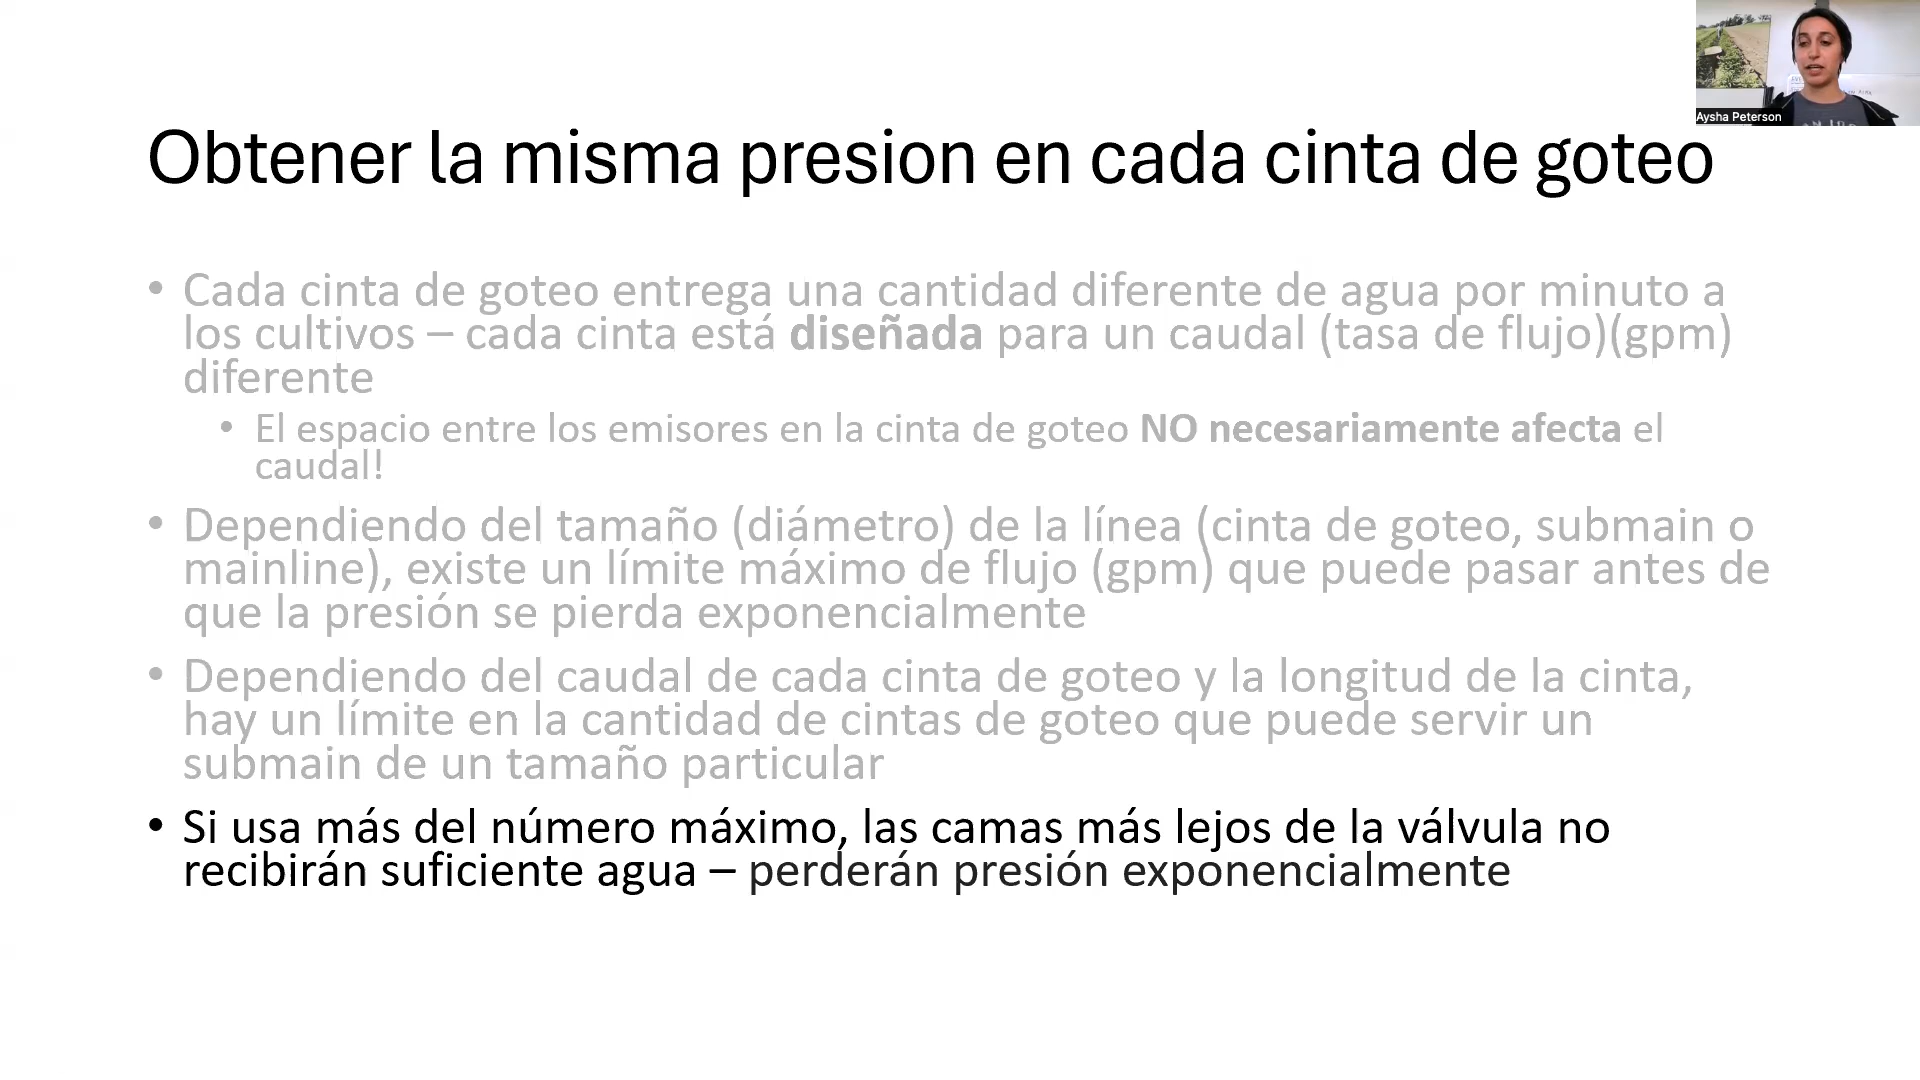 Aysha Peterson
Obtener la misma presion en cada cinta de goteo
• Cada cinta de goteo entrega una cantidad diferente de agua por minuto a
los cultivos – cada cinta está diseñada para un caudal (tasa de flujo)(gpm)
diferente
• El espacio entre los emisores en la cinta de goteo NO necesariamente afecta el
caudal!
• Dependiendo del tamaño (diámetro) de la línea (cinta de goteo, submain o
mainline), existe un límite máximo de flujo (gpm) que puede pasar antes de
que la presión se pierda exponencialmente
• Dependiendo del caudal de cada cinta de goteo y la longitud de la cinta,
hay un límite en la cantidad de cintas de goteo que puede servir un
submain de un tamaño particular
• Si usa más del número máximo, las camas más lejos de la válvula no
recibirán suficiente agua – perderán presión exponencialmente